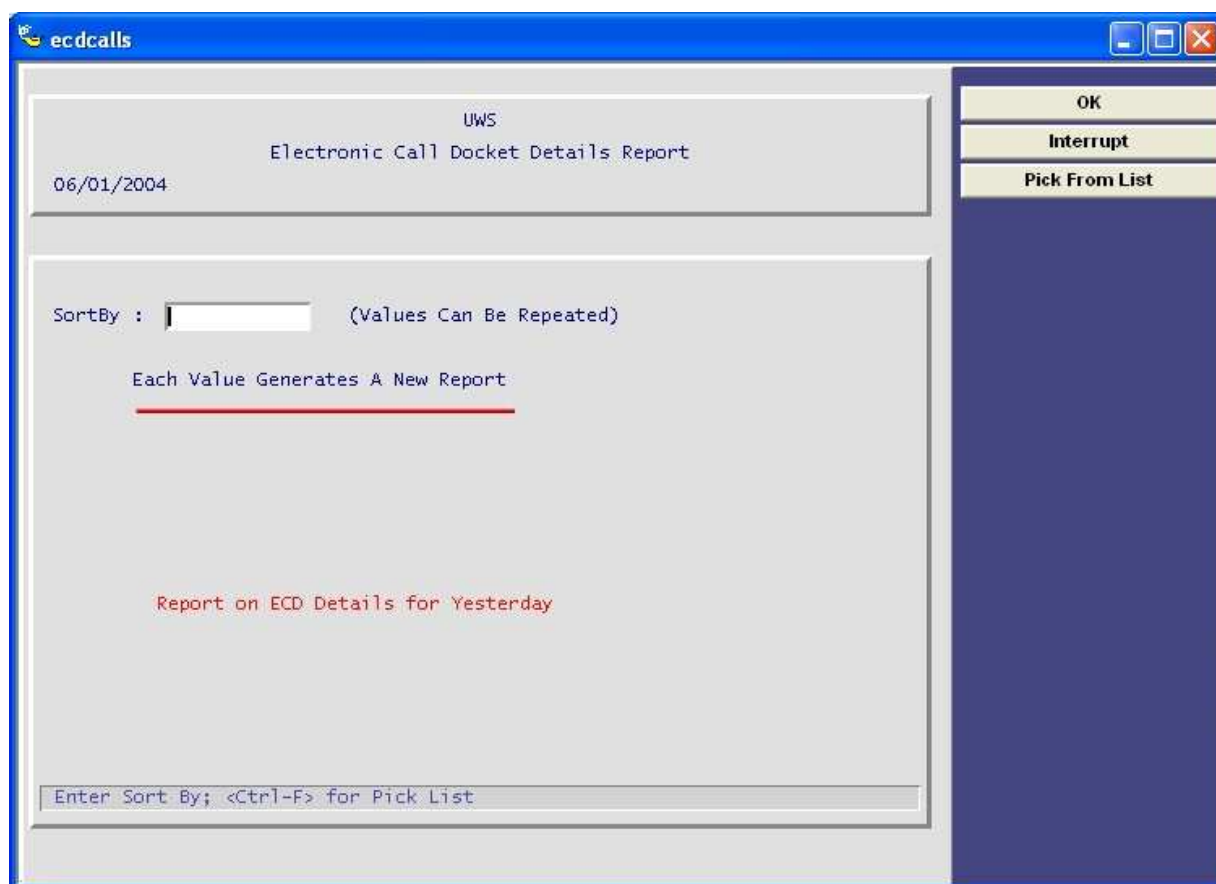 ecdcalls
UWS
Electronic Call Docket Details Report
06/01/2004
SortBy : (Values Can Be Repeated)
Each Value Generates A New Report
Report on ECD Details for Yesterday
Enter Sort By; <Ctrl-F> for Pick List
OK
Interrupt
Pick From List